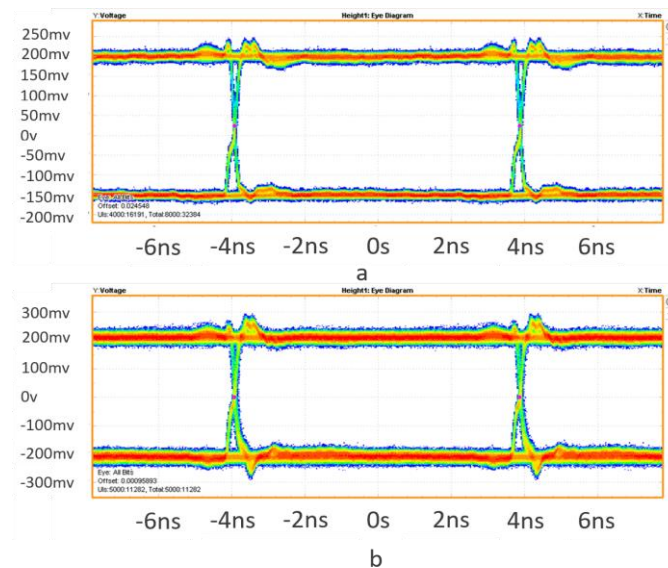 Y:Voltage Height1: Eye Diagram X:Time
250mv
200mv
150mv
100mv
50mv
0v
-50mv
-100mv
-150mv
-200mv
Offset: 0.024546
UIs:4000:16191, Total:8000:32384
-6ns -4ns -2ns 0s 2ns 4ns 6ns
a
Y:Voltage Height1: Eye Diagram X:Time
300mv
200mv
100mv
0v
-100mv
-200mv
-300mv
Eye: All Bits
Offset: 0.00095893
UIs:5000:11282, Total:5000:11282
-6ns -4ns -2ns 0s 2ns 4ns 6ns
b